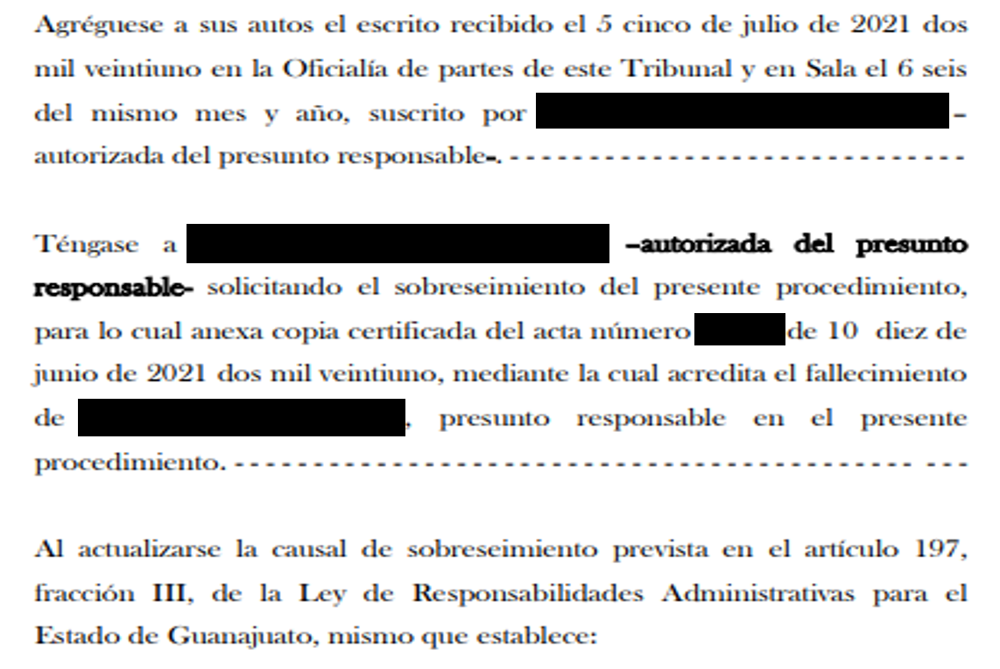 Agréguese a sus autos el escrito recibido el 5 cinco de julio de 2021 dos
mil veintiuno en la Oficialía de partes de este Tribunal y en Sala el 6 seis
del mismo mes y año, suscrito por –
autorizada del presunto responsable-. - - - - - - - - - - - - - - - - - - - - - - - - - - - - - -
Téngase a –autorizada del presunto
responsable- solicitando el sobreseimiento del presente procedimiento,
para lo cual anexa copia certificada del acta número de 10 diez de
junio de 2021 dos mil veintiuno, mediante la cual acredita el fallecimiento
de , presunto responsable en el presente
procedimiento. - - - - - - - - - - - - - - - - - - - - - - - - - - - - - - - - - - - - - - - - - - - - - -
Al actualizarse la causal de sobreseimiento prevista en el artículo 197,
fracción III, de la Ley de Responsabilidades Administrativas para el
Estado de Guanajuato, mismo que establece: